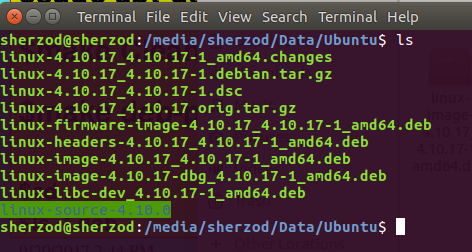 Terminal Terminal File Edit View Search Terminal Help
sherzod@sherzod:/media/sherzod/Data/Ubuntu$ ls
linux-4.10.17_4.10.17-1_amd64.changes
linux-4.10.17_4.10.17-1.debian.tar.gz
linux-4.10.17_4.10.17-1.dsc
linux-4.10.17_4.10.17.orig.tar.gz
linux-firmware-image-4.10.17_4.10.17-1_amd64.deb
linux-headers-4.10.17_4.10.17-1_amd64.deb
linux-image-4.10.17_4.10.17-1_amd64.deb
linux-image-4.10.17-dbg_4.10.17-1_amd64.deb
linux-libc-dev_4.10.17-1_amd64.deb
linux-source-4.10.0
sherzod@sherzod:/media/sherzod/Data/Ubuntu$
Other Locations